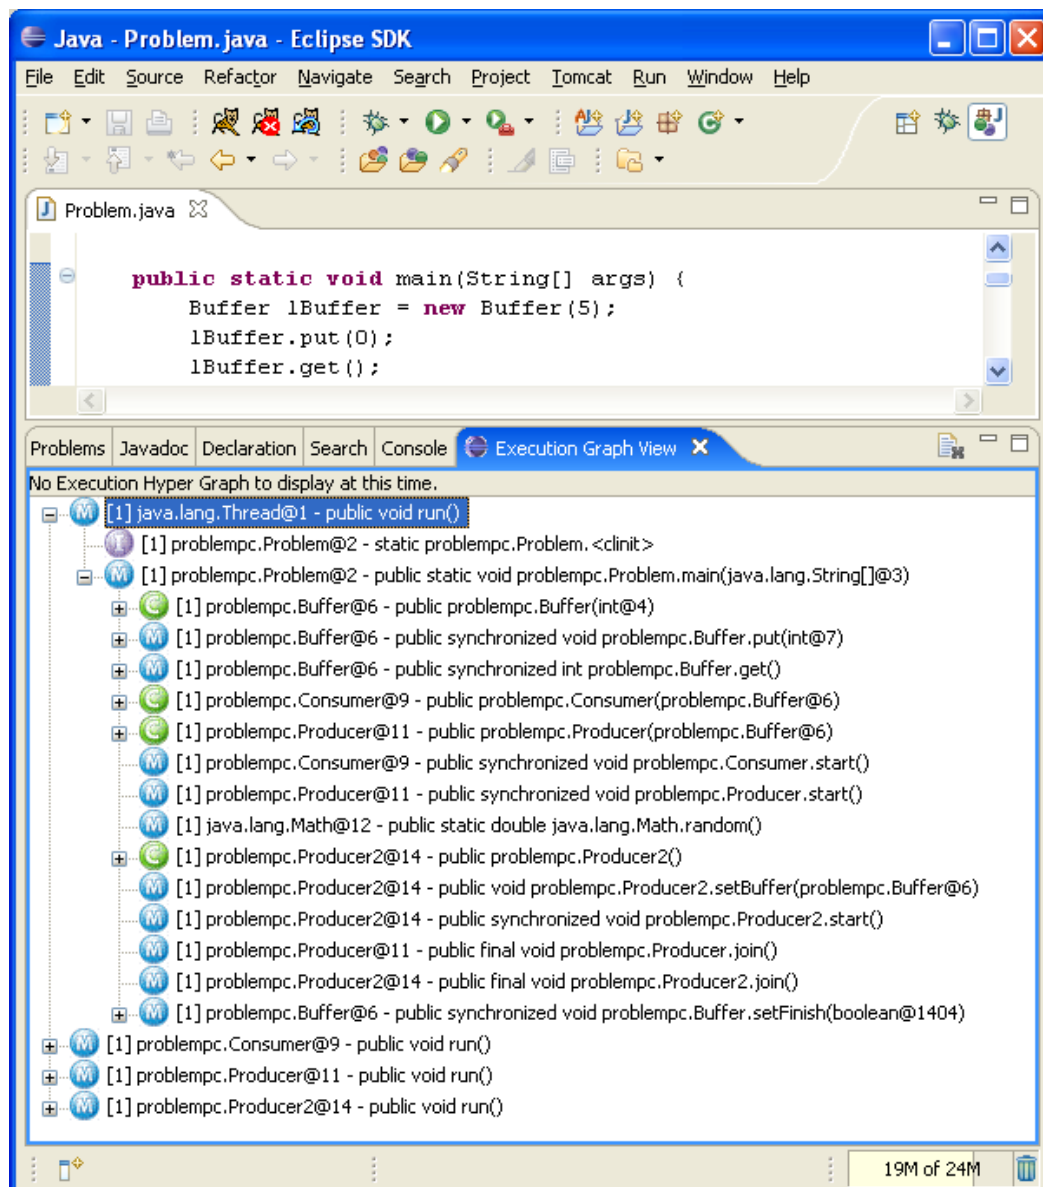 Java - Problem.java - Eclipse SDK
File Edit Source Refactor Navigate Search Project Tomcat Run Window Help
Problem.java
public static void main(String[] args) {
Buffer lBuffer = new Buffer(5);
lBuffer.put(0);
lBuffer.get();
Problems Javadoc Declaration Search Console Execution Graph View
No Execution Hyper Graph to display at this time.
M [1] java.lang.Thread@1 - public void run()
I [1] problempc.Problem@2 - static problempc.Problem.<clinit>
M [1] problempc.Problem@2 - public static void problempc.Problem.main(java.lang.String[]@3)
C [1] problempc.Buffer@6 - public problempc.Buffer(int@4)
M [1] problempc.Buffer@6 - public synchronized void problempc.Buffer.put(int@7)
M [1] problempc.Buffer@6 - public synchronized int problempc.Buffer.get()
C [1] problempc.Consumer@9 - public problempc.Consumer(problempc.Buffer@6)
C [1] problempc.Producer@11 - public problempc.Producer(problempc.Buffer@6)
M [1] problempc.Consumer@9 - public synchronized void problempc.Consumer.start()
M [1] problempc.Producer@11 - public synchronized void problempc.Producer.start()
M [1] java.lang.Math@12 - public static double java.lang.Math.random()
C [1] problempc.Producer2@14 - public problempc.Producer2()
M [1] problempc.Producer2@14 - public void problempc.Producer2.setBuffer(problempc.Buffer@6)
M [1] problempc.Producer2@14 - public synchronized void problempc.Producer2.start()
M [1] problempc.Producer@11 - public final void problempc.Producer.join()
M [1] problempc.Producer2@14 - public final void problempc.Producer2.join()
M [1] problempc.Buffer@6 - public synchronized void problempc.Buffer.setFinish(boolean@1404)
M [1] problempc.Consumer@9 - public void run()
M [1] problempc.Producer@11 - public void run()
M [1] problempc.Producer2@14 - public void run()
19M of 24M